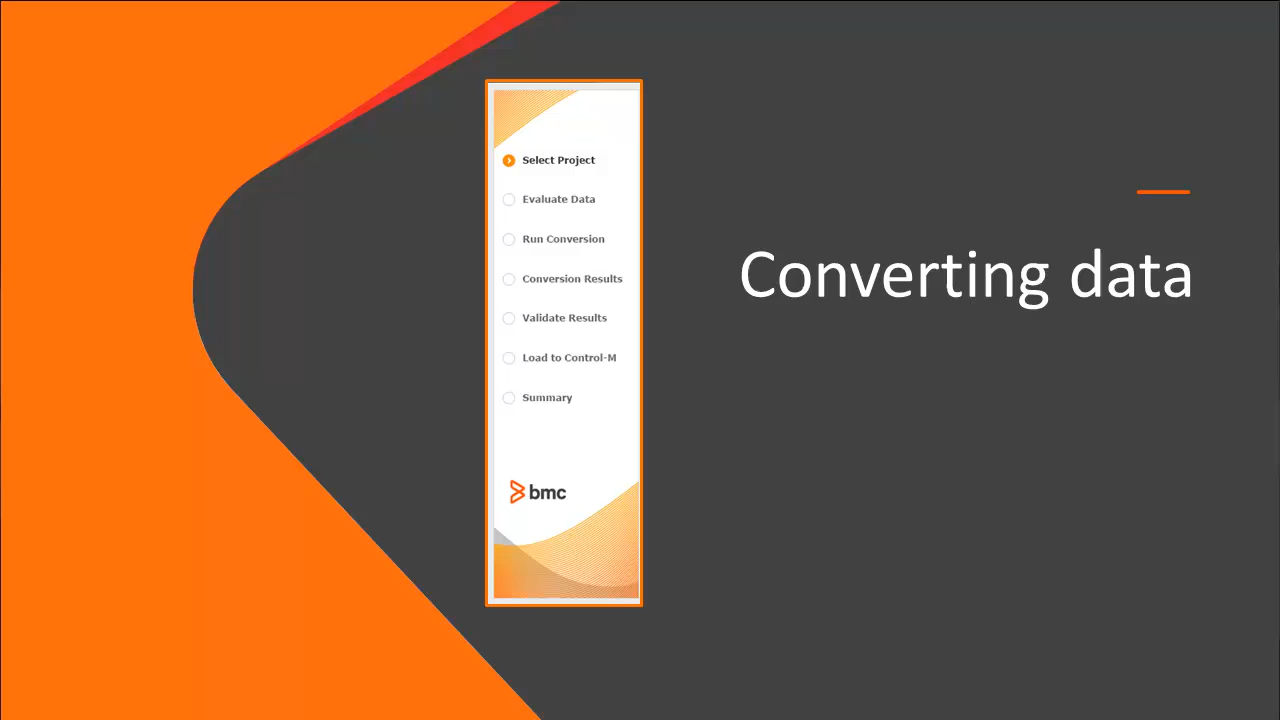 Select Project
Evaluate Data
Run Conversion
Conversion Results
Validate Results
Load to Control-M
Summary
bmc
Converting data